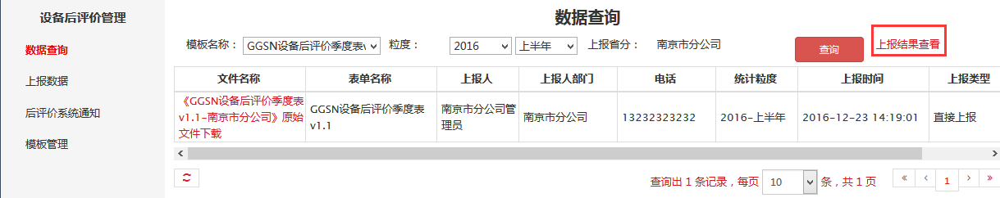 设备后评价管理
数据查询
上报数据
后评价系统通知
模板管理
数据查询
模板名称： GGSN设备后评价季度表v 粒度： 2016 上半年 上报省分： 南京市分公司 查询 上报结果查看
文件名称 表单名称 上报人 上报人部门 电话 统计粒度 上报时间 上报类型
《GGSN设备后评价季度表
v1.1-南京市分公司》原始
文件下载
GGSN设备后评价季度表
v1.1
南京市分公司管
理员
南京市分公司
13232323232
2016-上半年
2016-12-23 14:19:01
直接上报
查询出 1 条记录，每页 10 条，共 1 页 « ‹ 1 › »